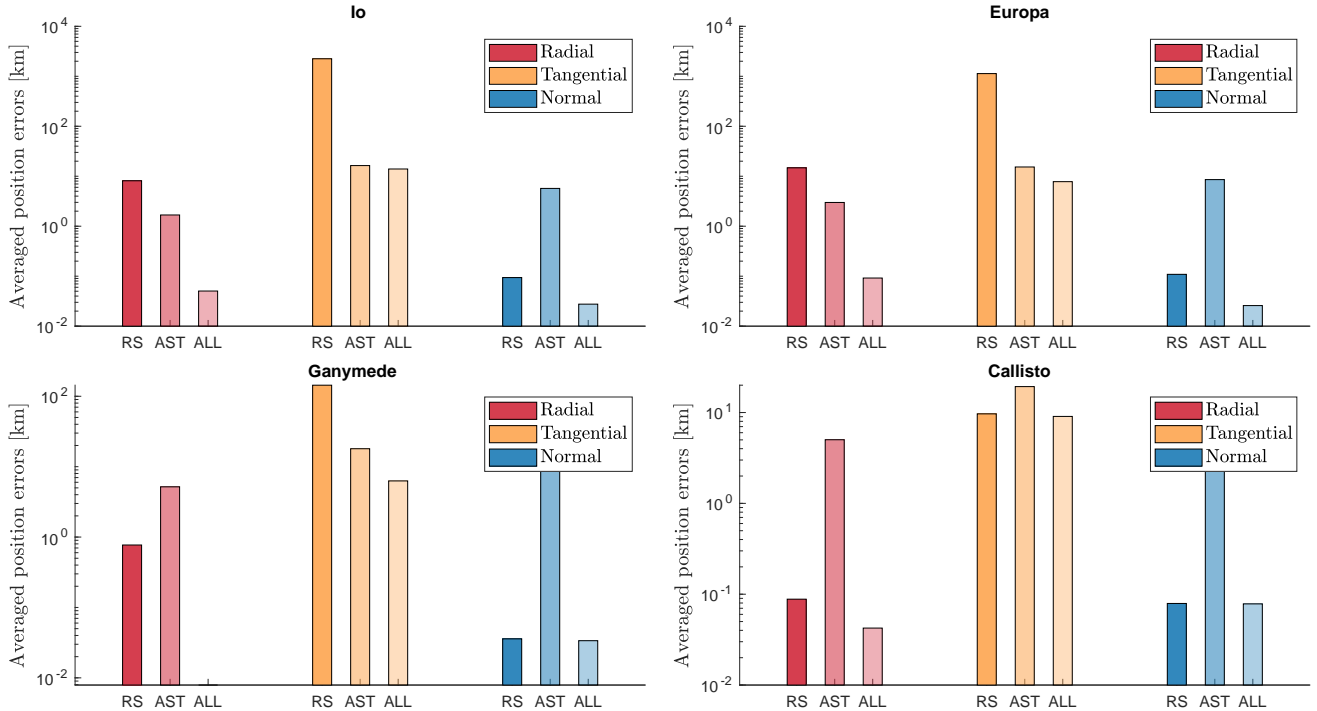 Io
Averaged position errors [km]
10^4
10^2
10^0
10^-2
Radial
Tangential
Normal
RS AST ALL RS AST ALL RS AST ALL
Europa
Averaged position errors [km]
10^4
10^2
10^0
10^-2
Radial
Tangential
Normal
RS AST ALL RS AST ALL RS AST ALL
Ganymede
Averaged position errors [km]
10^2
10^0
10^-2
Radial
Tangential
Normal
RS AST ALL RS AST ALL RS AST ALL
Callisto
Averaged position errors [km]
10^1
10^0
10^-1
10^-2
Radial
Tangential
Normal
RS AST ALL RS AST ALL RS AST ALL